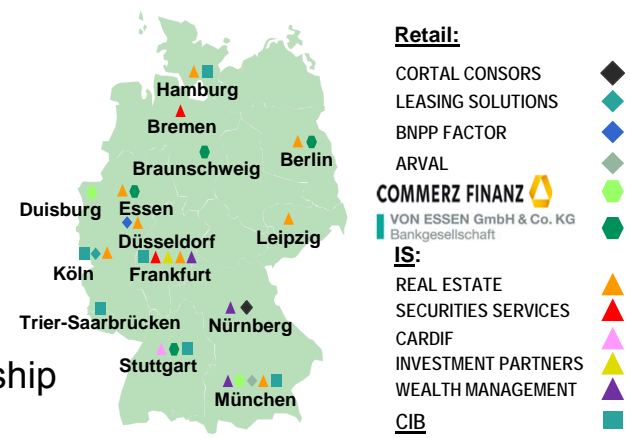 Hamburg
Bremen
Berlin
Braunschweig
Duisburg
Essen
Düsseldorf
Leipzig
Köln
Frankfurt
Trier-Saarbrücken
Nürnberg
Stuttgart
München
ship
Retail:
CORTAL CONSORS
LEASING SOLUTIONS
BNPP FACTOR
ARVAL
COMMERZ FINANZ
VON ESSEN GmbH & Co. KG
Bankgesellschaft
IS:
REAL ESTATE
SECURITIES SERVICES
CARDIF
INVESTMENT PARTNERS
WEALTH MANAGEMENT
CIB